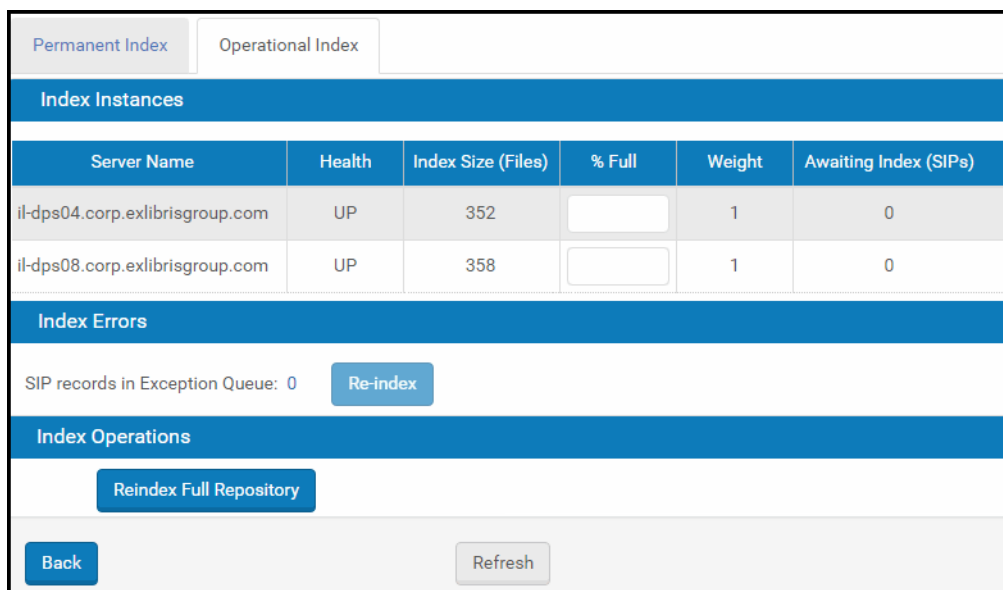 Permanent Index Operational Index
Index Instances
Server Name Health Index Size (Files) % Full Weight Awaiting Index (SIPs)
il-dps04.corp.exlibrisgroup.com UP 352 1 0
il-dps08.corp.exlibrisgroup.com UP 358 1 0
Index Errors
SIP records in Exception Queue: 0 Re-index
Index Operations
Reindex Full Repository
Back Refresh